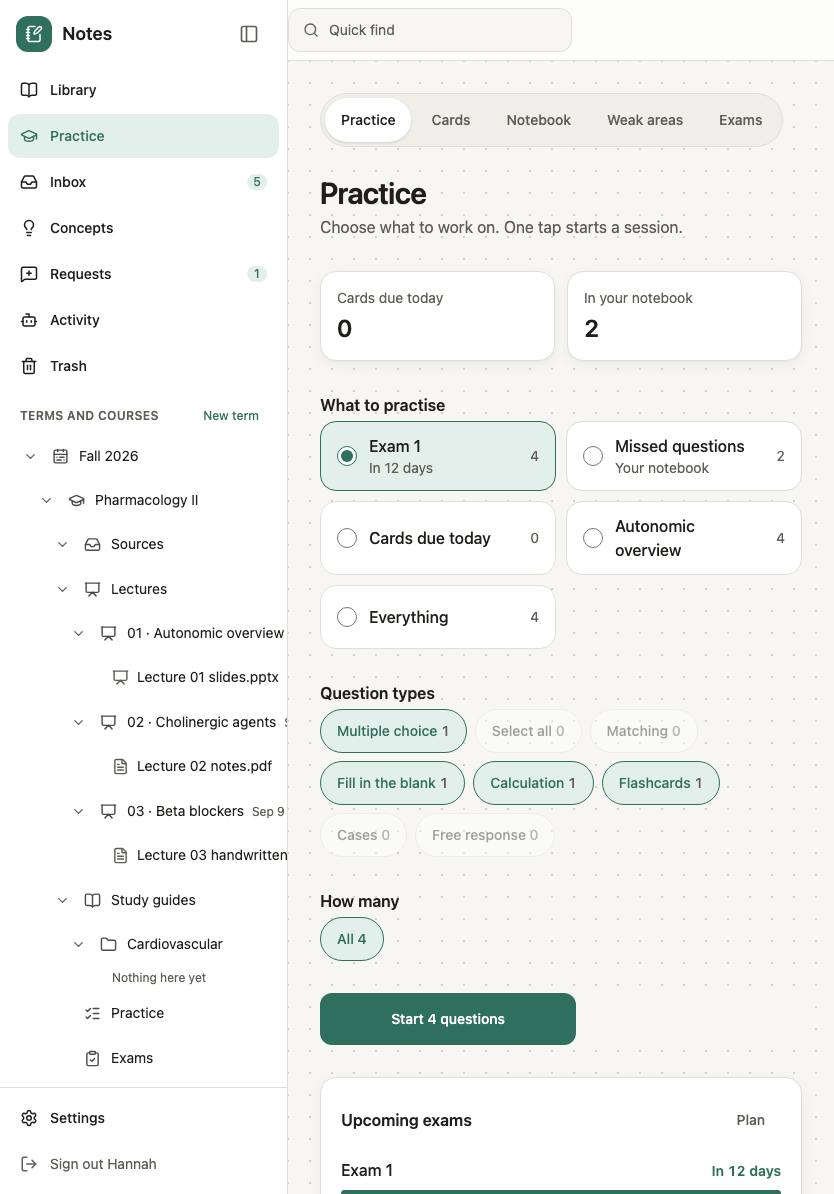 Notes
Library
Practice
Inbox 5
Concepts
Requests 1
Activity
Trash
TERMS AND COURSES New term
Fall 2026
Pharmacology II
Sources
Lectures
01 · Autonomic overview
Lecture 01 slides.pptx
02 · Cholinergic agents
Lecture 02 notes.pdf
03 · Beta blockers Sep 9
Lecture 03 handwritten
Study guides
Cardiovascular
Nothing here yet
Practice
Exams
Settings
Sign out Hannah
Quick find
Practice Cards Notebook Weak areas Exams
Practice
Choose what to work on. One tap starts a session.
Cards due today
0
In your notebook
2
What to practise
Exam 1
In 12 days
4
Missed questions
Your notebook
2
Cards due today 0
Autonomic
overview
4
Everything 4
Question types
Multiple choice 1 Select all 0 Matching 0
Fill in the blank 1 Calculation 1 Flashcards 1
Cases 0 Free response 0
How many
All 4
Start 4 questions
Upcoming exams Plan
Exam 1 In 12 days